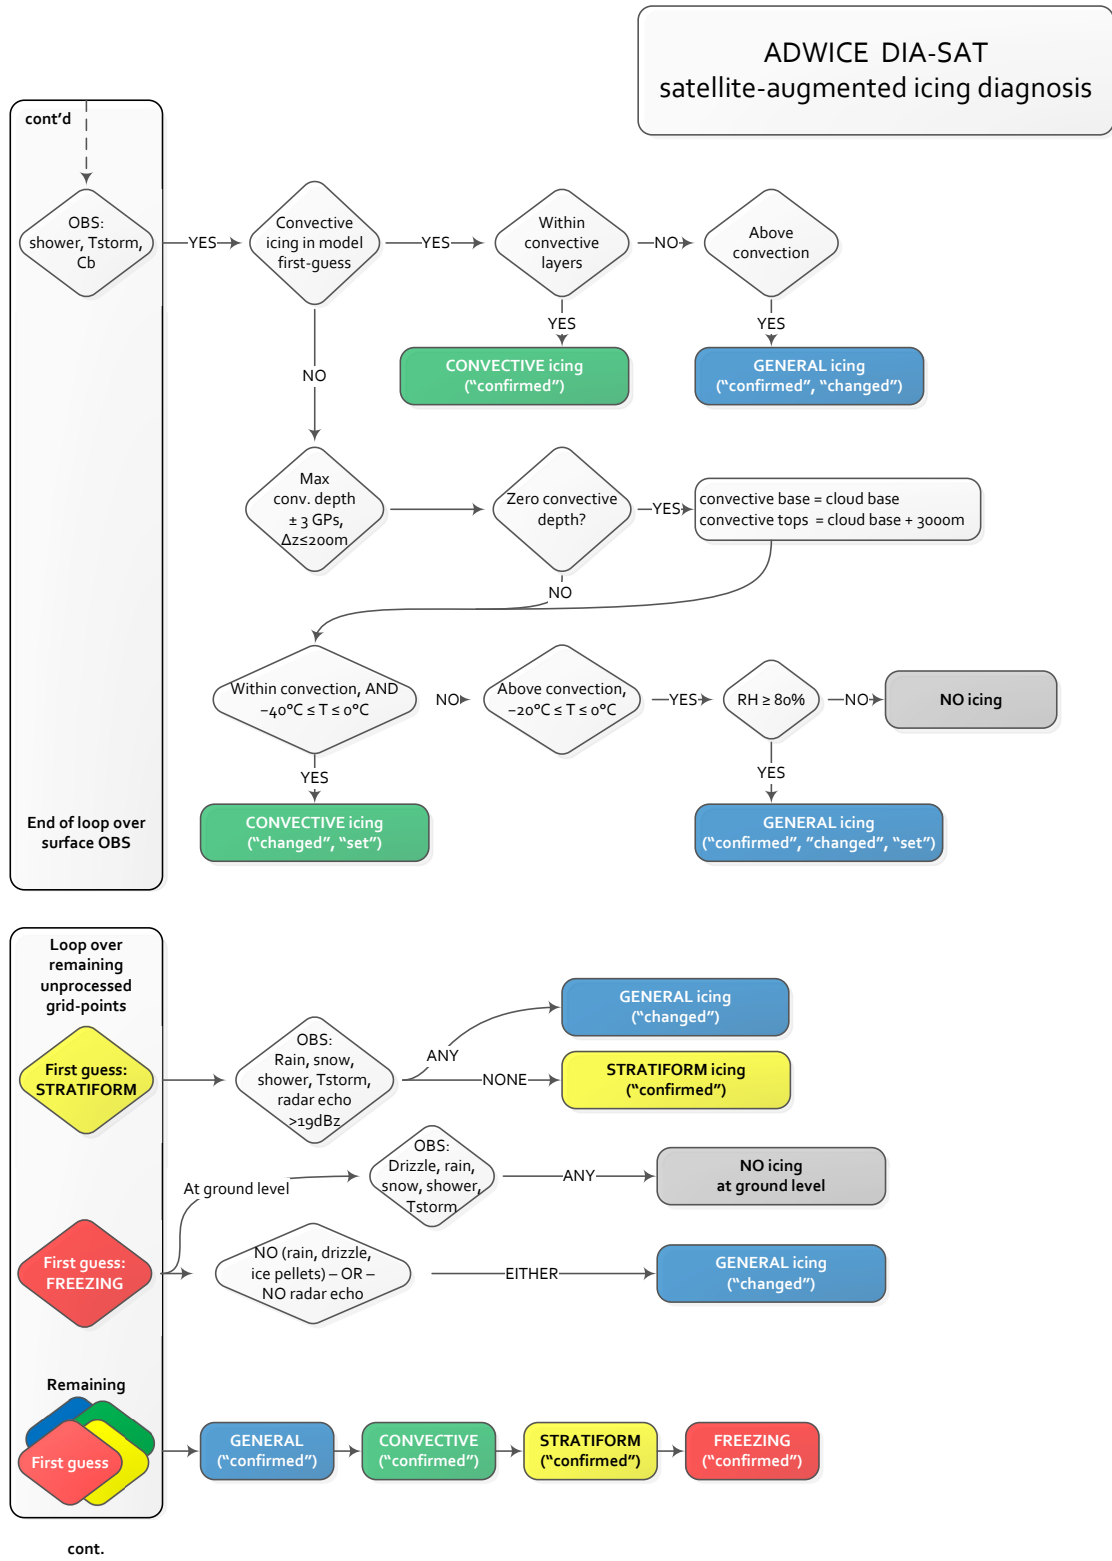 ADWICE DIA-SAT
satellite-augmented icing diagnosis
cont'd
OBS:
shower, Tstorm,
Cb
YES
Convective
icing in model
first-guess
YES
Within
convective
layers
NO
Above
convection
YES
YES
CONVECTIVE icing
(“confirmed”)
GENERAL icing
(“confirmed”, “changed”)
NO
Max
conv. depth
± 3 GPs,
Δz≤200m
Zero convective
depth?
YES
convective base = cloud base
convective tops = cloud base + 3000m
NO
Within convection, AND
−40°C ≤ T ≤ 0°C
NO
Above convection,
−20°C ≤ T ≤ 0°C
YES
RH ≥ 80%
NO
NO icing
YES
YES
CONVECTIVE icing
(“changed”, “set”)
GENERAL icing
(“confirmed”, ”changed”, “set”)
End of loop over
surface OBS
Loop over
remaining
unprocessed
grid-points
First guess:
STRATIFORM
OBS:
Rain, snow,
shower, Tstorm,
radar echo
>19dBz
ANY
GENERAL icing
(“changed”)
NONE
STRATIFORM icing
(“confirmed”)
At ground level
OBS:
Drizzle, rain,
snow, shower,
Tstorm
ANY
NO icing
at ground level
First guess:
FREEZING
NO (rain, drizzle,
ice pellets) – OR –
NO radar echo
EITHER
GENERAL icing
(“changed”)
Remaining
First guess
GENERAL
(“confirmed”)
CONVECTIVE
(“confirmed”)
STRATIFORM
(“confirmed”)
FREEZING
(“confirmed”)
cont.